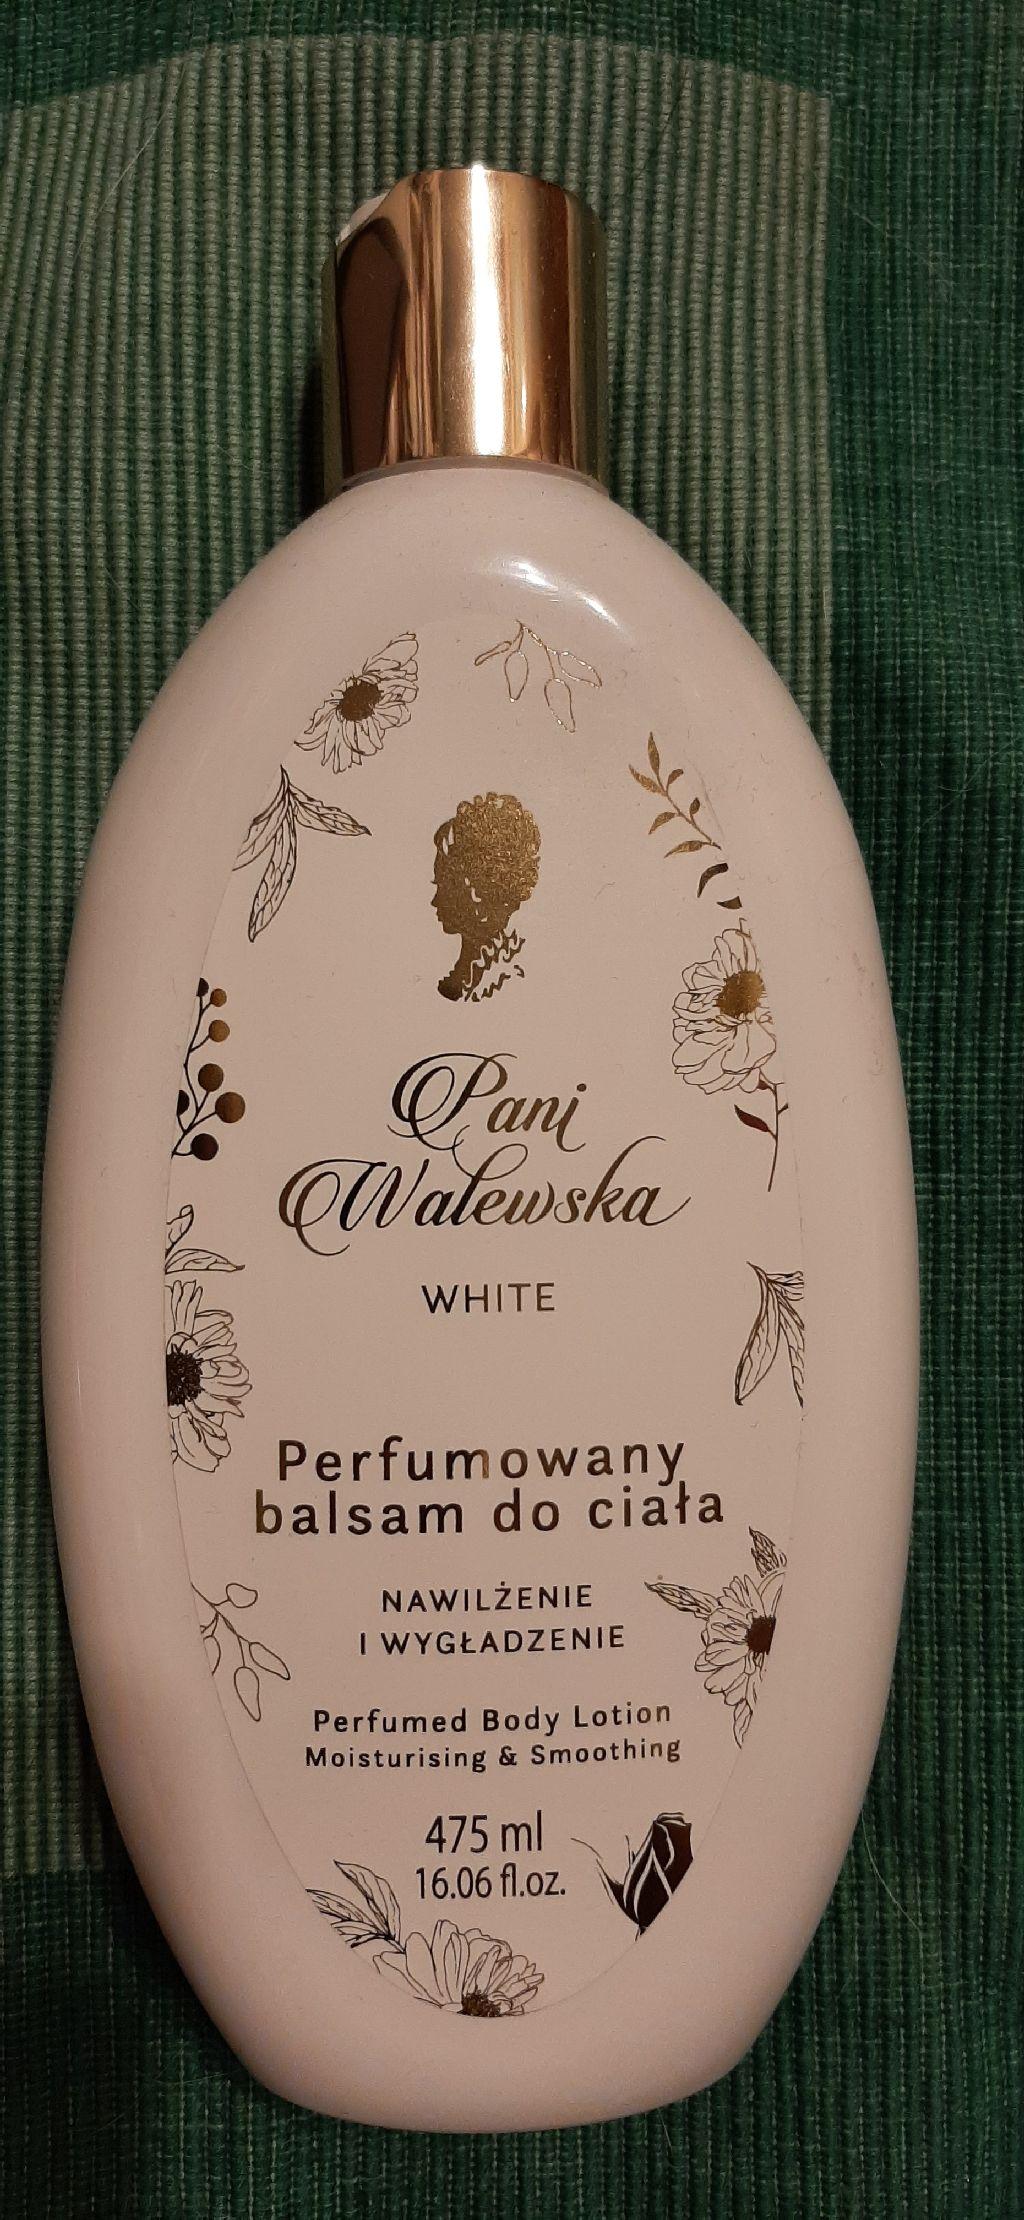 Pani
Walewska
WHITE
Perfumowany
balsam do ciała
NAWILŻENIE
I WYGŁADZENIE
Perfumed Body Lotion
Moisturising & Smoothing
475 ml
16.06 fl.oz.